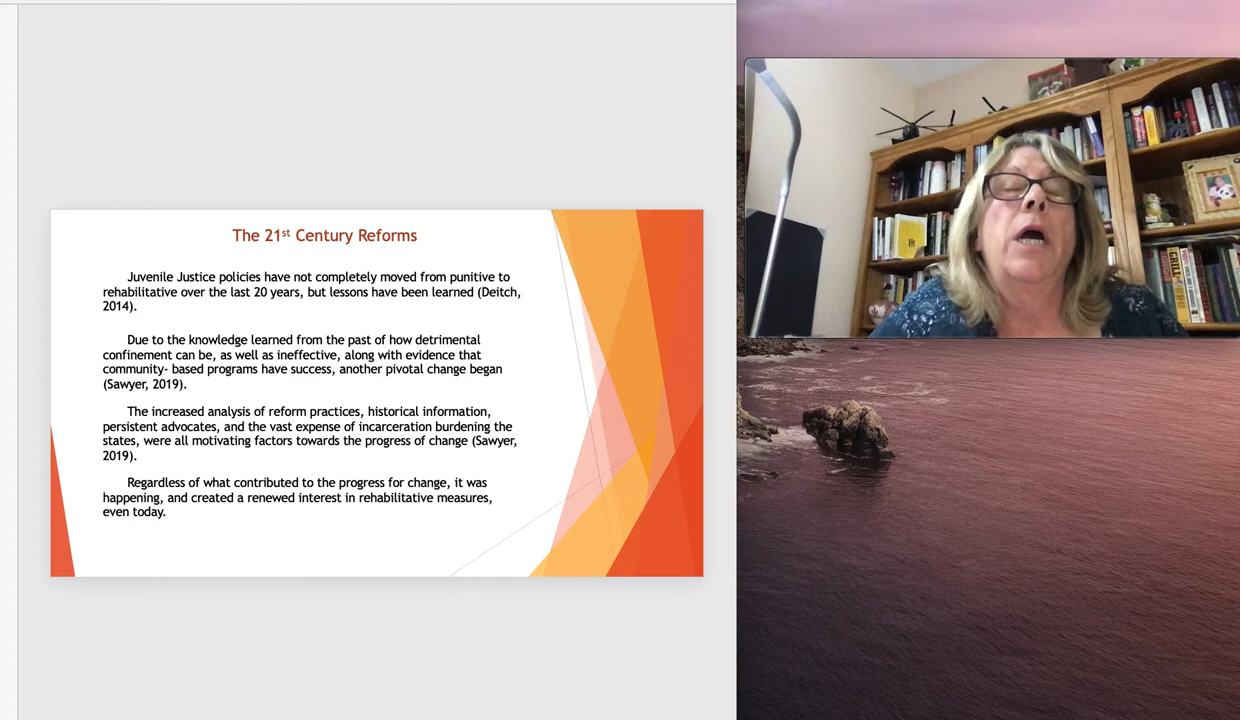 The 21st Century Reforms
Juvenile Justice policies have not completely moved from punitive to
rehabilitative over the last 20 years, but lessons have been learned (Deitch,
2014).
Due to the knowledge learned from the past of how detrimental
confinement can be, as well as ineffective, along with evidence that
community- based programs have success, another pivotal change began
(Sawyer, 2019).
The increased analysis of reform practices, historical information,
persistent advocates, and the vast expense of incarceration burdening the
states, were all motivating factors towards the progress of change (Sawyer,
2019).
Regardless of what contributed to the progress for change, it was
happening, and created a renewed interest in rehabilitative measures,
even today.